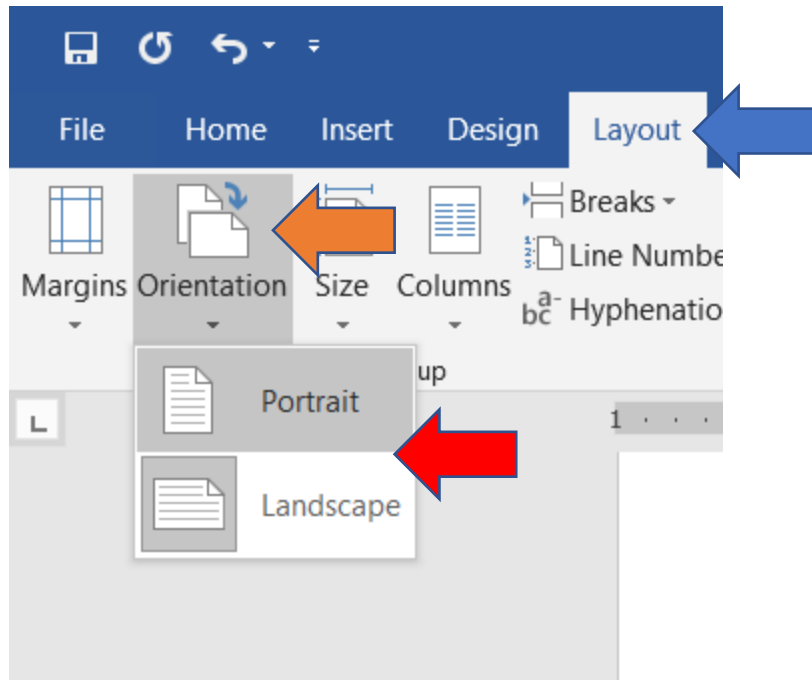 File Home Insert Design Layout
Breaks
Line Numbe
Margins Orientation Size Columns
Hyphenatio
up
Portrait
1
Landscape